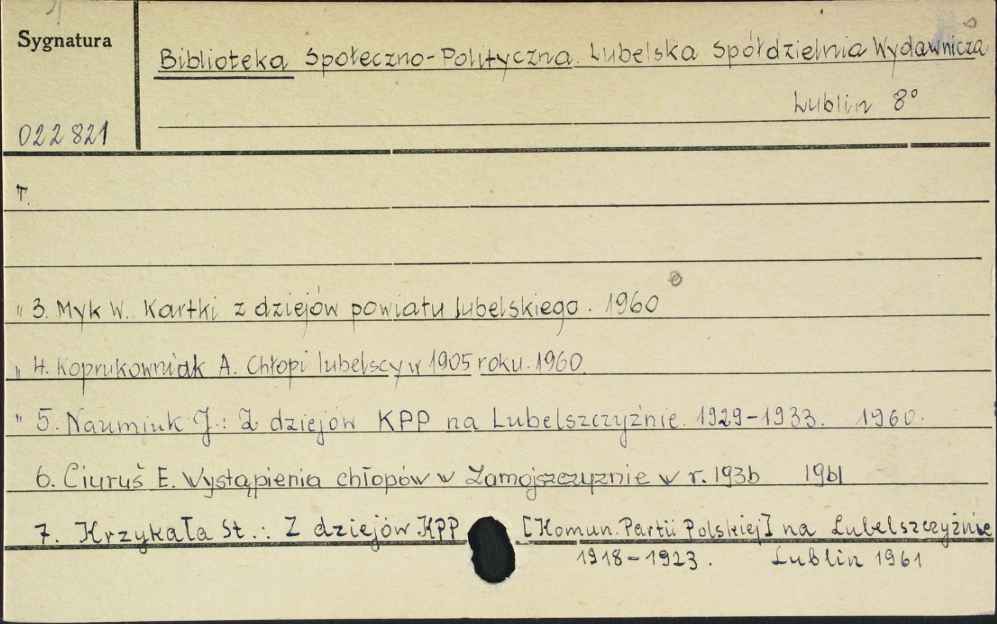 Sygnatura
Biblioteka Społeczno-Polityczna. Lubelska Spółdzielnia Wydawnicza
Lublin 8°
022821
T.
" 3. Myk W. Kartki z dziejów powiatu lubelskiego. 1960
" 4. Koprukowniak A. Chłopi lubelscy w 1905 roku. 1960
" 5. Naumiuk J.: Z dziejów KPP na Lubelszczyźnie. 1929-1933. 1960.
6. Ciuruś E. Wystąpienia chłopów w Zamojszczyznie w r. 1936 1961
7. Krzykała St.: Z dziejów KPP [Komun. Partii Polskiej] na Lubelszczyźnie
1918-1923. Lublin 1961